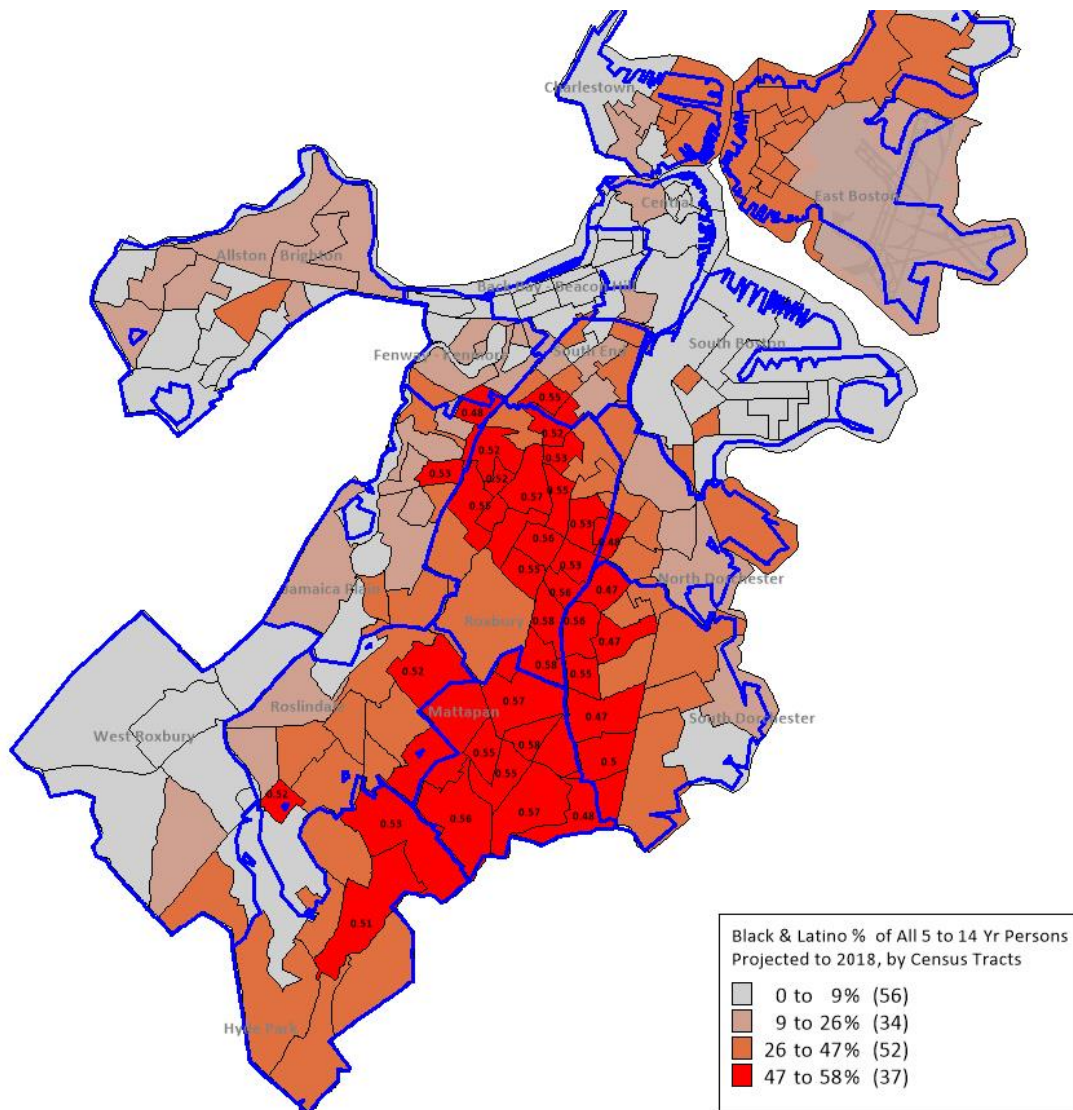 Charlestown
East Boston
Central
Allston - Brighton
Back Bay - Beacon Hill
South Boston
Fenway - Kenmore
South End
0.55
0.48
0.52
0.52
0.53
0.53
0.52
0.57
0.55
0.55
0.53
0.48
0.56
0.53
0.55
North Dorchester
Jamaica Plain
0.56
0.47
Roxbury
0.58
0.56
0.47
0.58
0.52
0.55
0.57
Roslindale
Mattapan
0.47
South Dorchester
West Roxbury
0.55
0.58
0.5
0.55
0.52
0.53
0.56
0.57
0.48
0.51
Hyde Park
Black & Latino % of All 5 to 14 Yr Persons
Projected to 2018, by Census Tracts
0 to 9% (56)
9 to 26% (34)
26 to 47% (52)
47 to 58% (37)